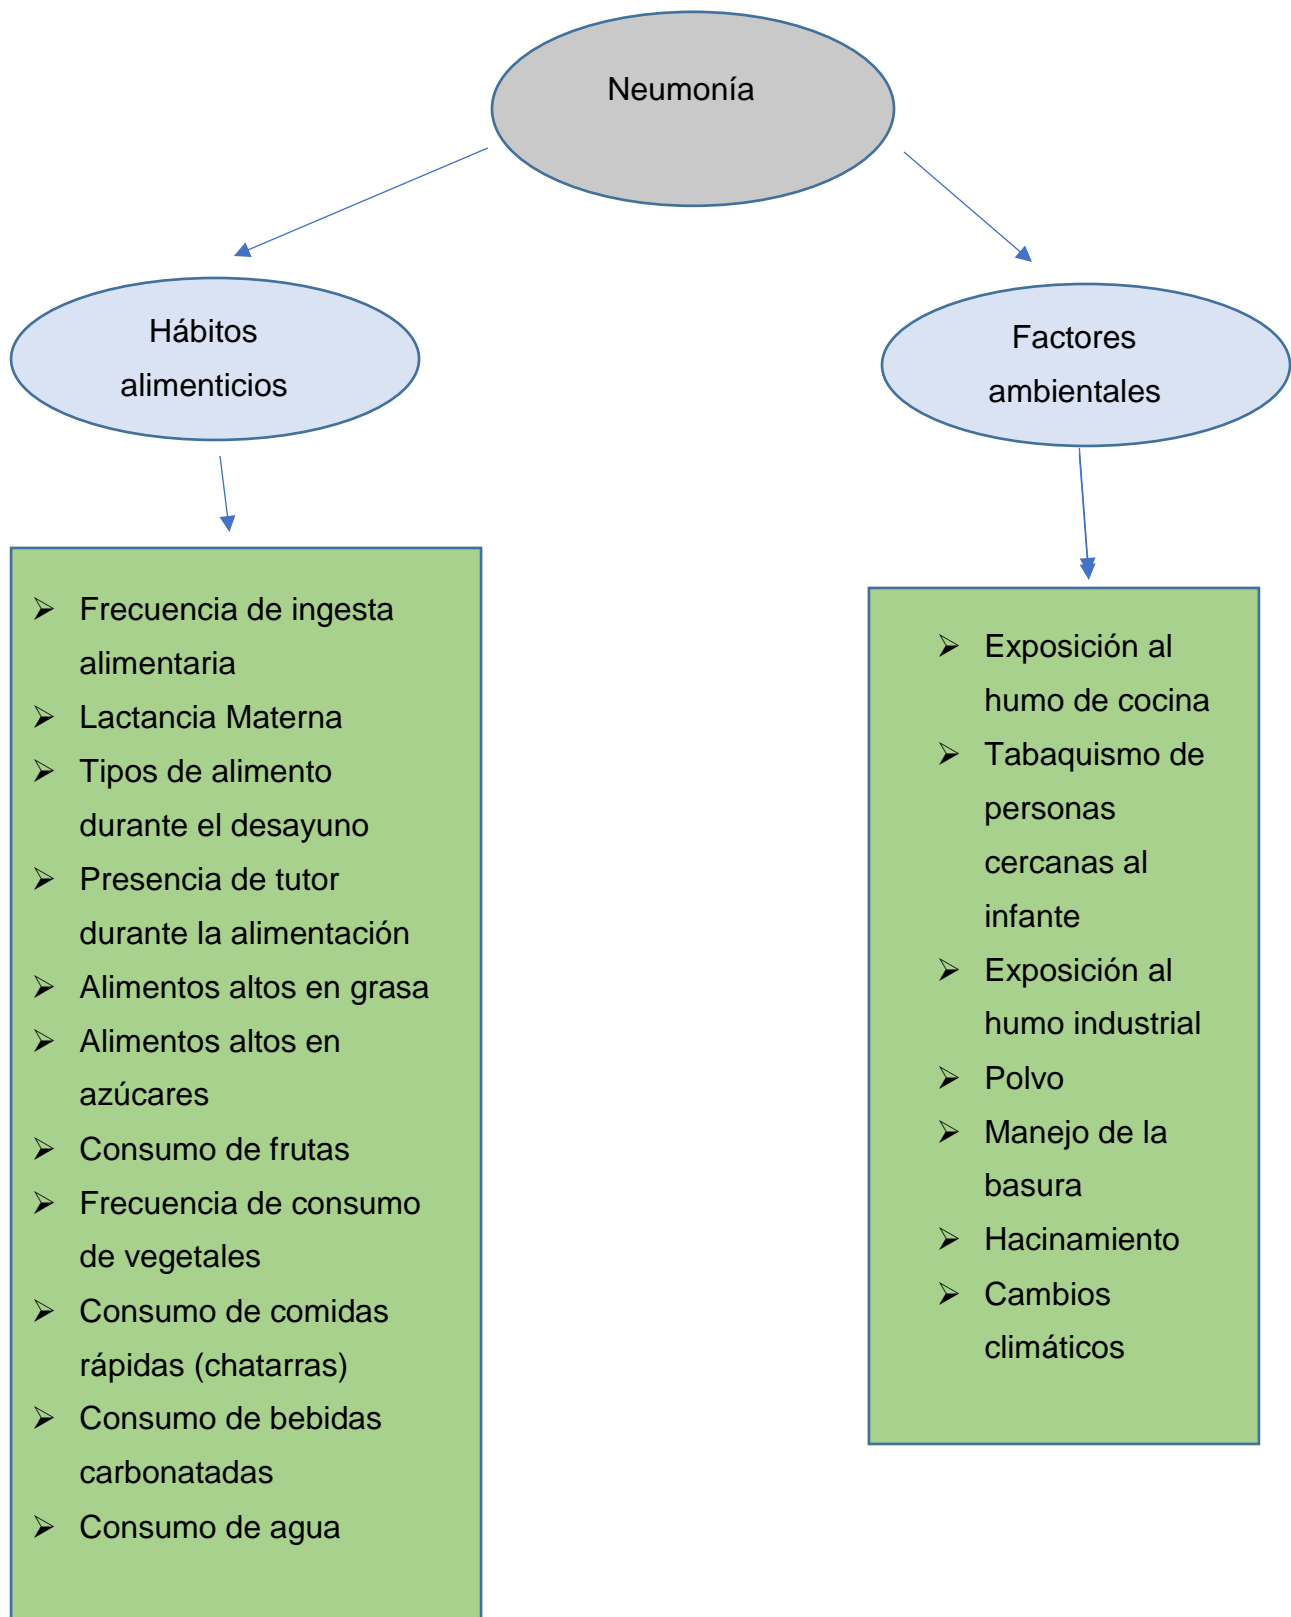 Neumonía
Hábitos
alimenticios
Factores
ambientales
➢ Frecuencia de ingesta
alimentaria
➢ Lactancia Materna
➢ Tipos de alimento
durante el desayuno
➢ Presencia de tutor
durante la alimentación
➢ Alimentos altos en grasa
➢ Alimentos altos en
azúcares
➢ Consumo de frutas
➢ Frecuencia de consumo
de vegetales
➢ Consumo de comidas
rápidas (chatarras)
➢ Consumo de bebidas
carbonatadas
➢ Consumo de agua
➢ Exposición al
humo de cocina
➢ Tabaquismo de
personas
cercanas al
infante
➢ Exposición al
humo industrial
➢ Polvo
➢ Manejo de la
basura
➢ Hacinamiento
➢ Cambios
climáticos